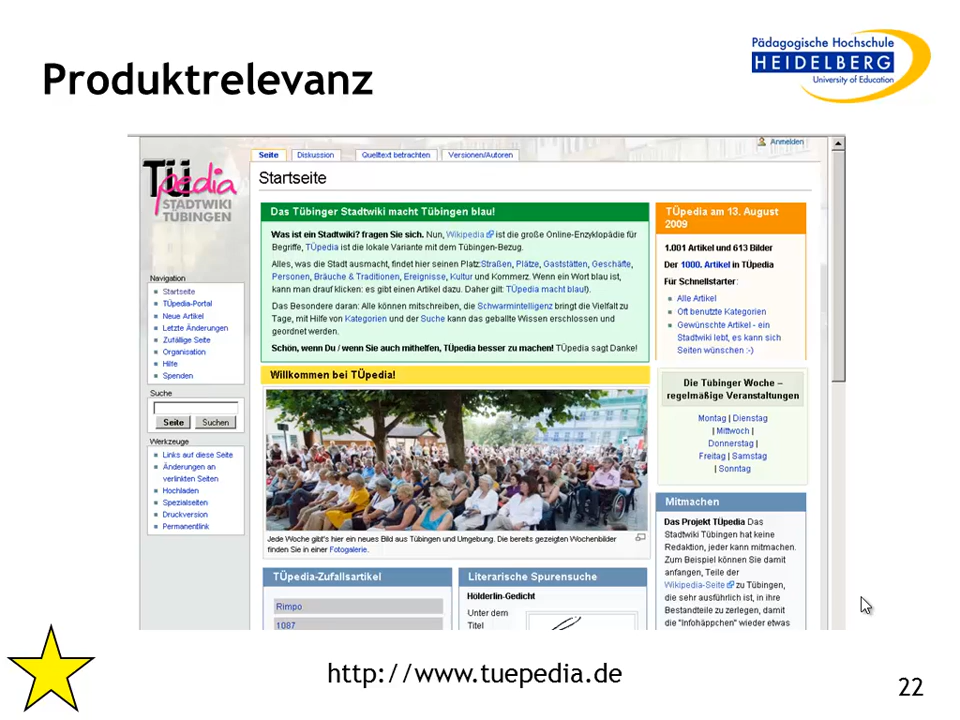 Produktrelevanz
Pädagogische Hochschule
HEIDELBERG
University of Education
Anmelden
Seite
Diskussion
Quelltext betrachten
Versionen/Autoren
TÜpedia
STADTWIKI
TÜBINGEN
Startseite
Das Tübinger Stadtwiki macht Tübingen blau!
Was ist ein Stadtwiki? fragen Sie sich. Nun, Wikipedia ist die große Online-Enzyklopädie für
Begriffe, TÜpedia ist die lokale Variante mit dem Tübingen-Bezug.
Alles, was die Stadt ausmacht, findet hier seinen Platz:Straßen, Plätze, Gaststätten, Geschäfte,
Personen, Bräuche & Traditionen, Ereignisse, Kultur und Kommerz. Wenn ein Wort blau ist,
kann man drauf klicken: es gibt einen Artikel dazu. Daher gilt: TÜpedia macht blau!).
Das Besondere daran: Alle können mitschreiben, die Schwarmintelligenz bringt die Vielfalt zu
Tage, mit Hilfe von Kategorien und der Suche kann das geballte Wissen erschlossen und
geordnet werden.
Schön, wenn Du / wenn Sie auch mithelfen, TÜpedia besser zu machen! TÜpedia sagt Danke!
TÜpedia am 13. August
2009
1.001 Artikel und 613 Bilder
Der 1000. Artikel in TÜpedia
Für Schnellstarter:
Alle Artikel
Oft benutzte Kategorien
Gewünschte Artikel - ein
Stadtwiki lebt, es kann sich
Seiten wünschen :-)
Navigation
Startseite
TÜpedia-Portal
Neue Artikel
Letzte Änderungen
Zufällige Seite
Organisation
Hilfe
Spenden
Suche
Seite
Suchen
Werkzeuge
Links auf diese Seite
Änderungen an
verlinkten Seiten
Hochladen
Spezialseiten
Druckversion
Permanentlink
Willkommen bei TÜpedia!
Jede Woche gibt's hier ein neues Bild aus Tübingen und Umgebung. Die bereits gezeigten Wochenbilder
finden Sie in einer Fotogalerie.
Die Tübinger Woche –
regelmäßige Veranstaltungen
Montag | Dienstag
| Mittwoch |
Donnerstag |
Freitag | Samstag
| Sonntag
Mitmachen
Das Projekt TÜpedia Das
Stadtwiki Tübingen hat keine
Redaktion, jeder kann mitmachen.
Zum Beispiel können Sie damit
anfangen, Teile der
Wikipedia-Seite zu Tübingen,
die sehr ausführlich ist, in ihre
Bestandteile zu zerlegen, damit
die "Infohäppchen" wieder etwas
TÜpedia-Zufallsartikel
Rimpo
1087
Literarische Spurensuche
Hölderlin-Gedicht
Unter dem
Titel
http://www.tuepedia.de
22